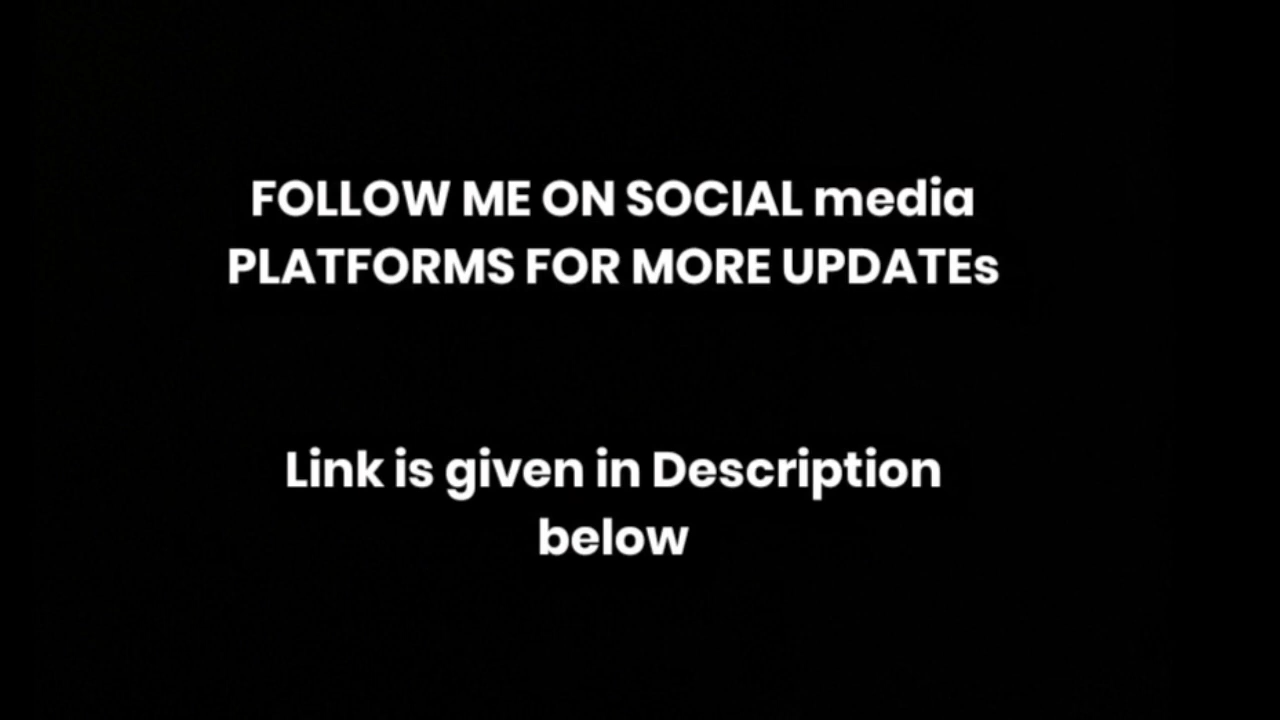 FOLLOW ME ON SOCIAL media
PLATFORMS FOR MORE UPDATEs
Link is given in Description
below